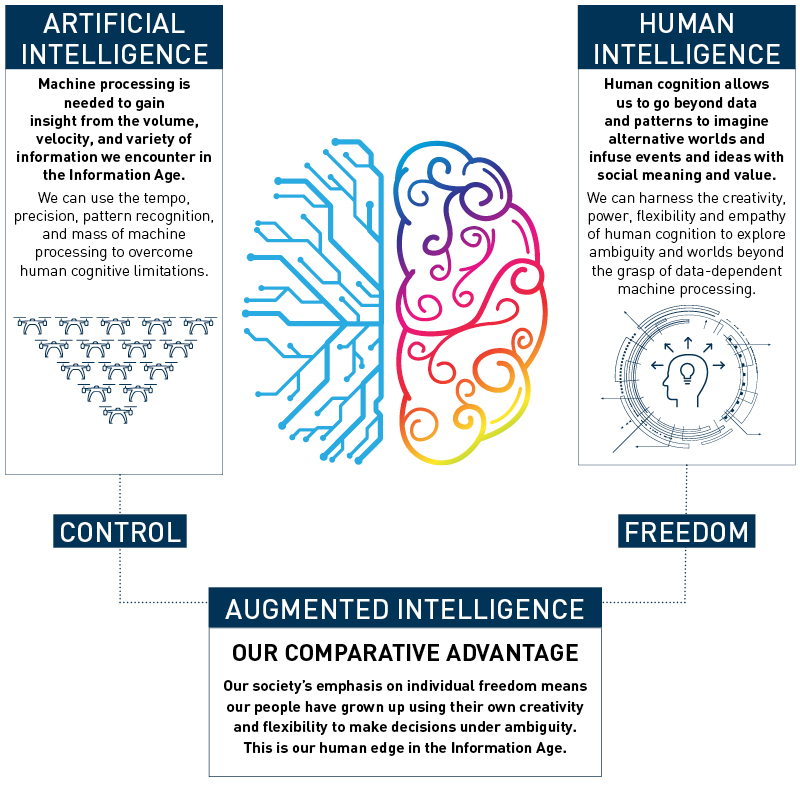 ARTIFICIAL
INTELLIGENCE
Machine processing is
needed to gain
insight from the volume,
velocity, and variety of
information we encounter in
the Information Age.
We can use the tempo,
precision, pattern recognition,
and mass of machine
processing to overcome
human cognitive limitations.
HUMAN
INTELLIGENCE
Human cognition allows
us to go beyond data
and patterns to imagine
alternative worlds and
infuse events and ideas with
social meaning and value.
We can harness the creativity,
power, flexibility and empathy
of human cognition to explore
ambiguity and worlds beyond
the grasp of data-dependent
machine processing.
CONTROL
FREEDOM
AUGMENTED INTELLIGENCE
OUR COMPARATIVE ADVANTAGE
Our society’s emphasis on individual freedom means
our people have grown up using their own creativity
and flexibility to make decisions under ambiguity.
This is our human edge in the Information Age.